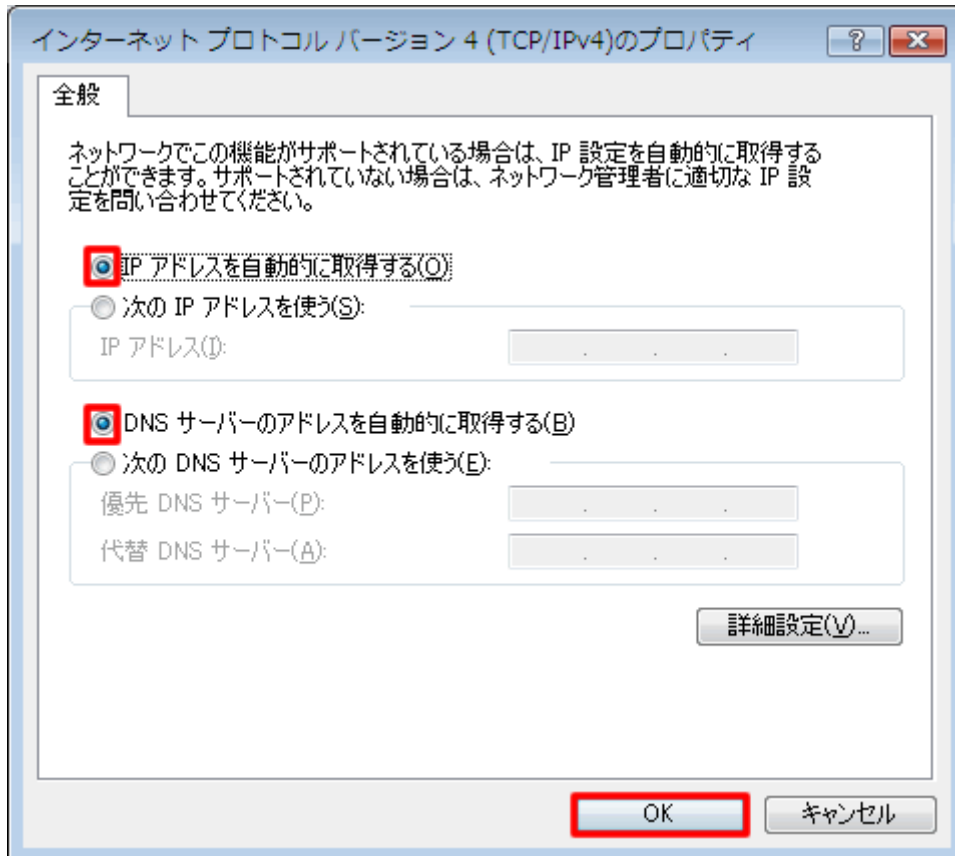 インターネット プロトコル バージョン 4 (TCP/IPv4)のプロパティ
全般
ネットワークでこの機能がサポートされている場合は、IP 設定を自動的に取得する
ことができます。サポートされていない場合は、ネットワーク管理者に適切な IP 設
定を問い合わせてください。
IP アドレスを自動的に取得する(O)
次の IP アドレスを使う(S):
IP アドレス(I):
DNS サーバーのアドレスを自動的に取得する(B)
次の DNS サーバーのアドレスを使う(E):
優先 DNS サーバー(P):
代替 DNS サーバー(A):
詳細設定(V)...
OK
キャンセル